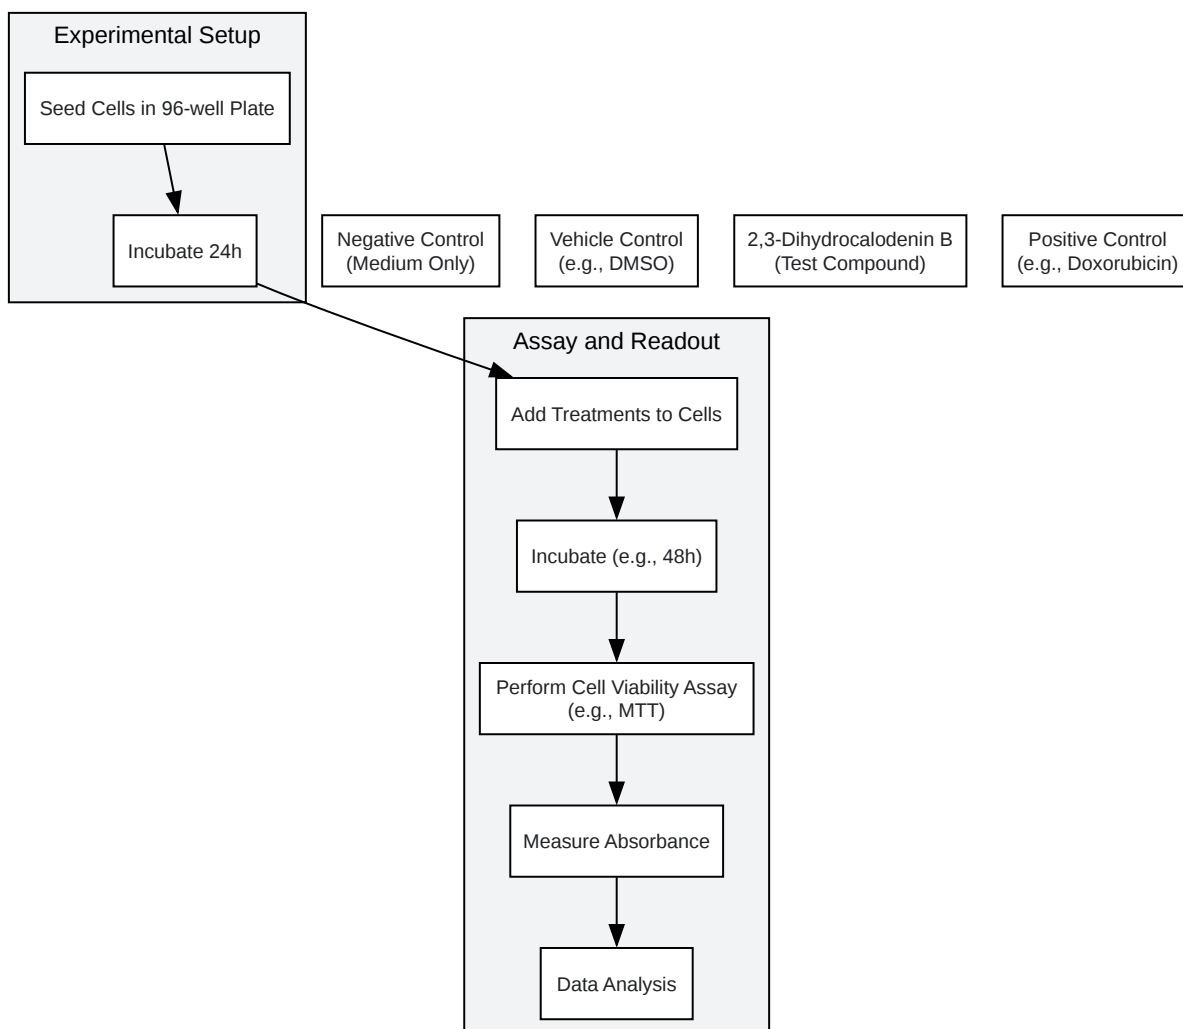 Experimental Setup
Seed Cells in 96-well Plate
Incubate 24h
Negative Control
(Medium Only)
Vehicle Control
(e.g., DMSO)
2,3-Dihydrocalodenin B
(Test Compound)
Positive Control
(e.g., Doxorubicin)
Assay and Readout
Add Treatments to Cells
Incubate (e.g., 48h)
Perform Cell Viability Assay
(e.g., MTT)
Measure Absorbance
Data Analysis